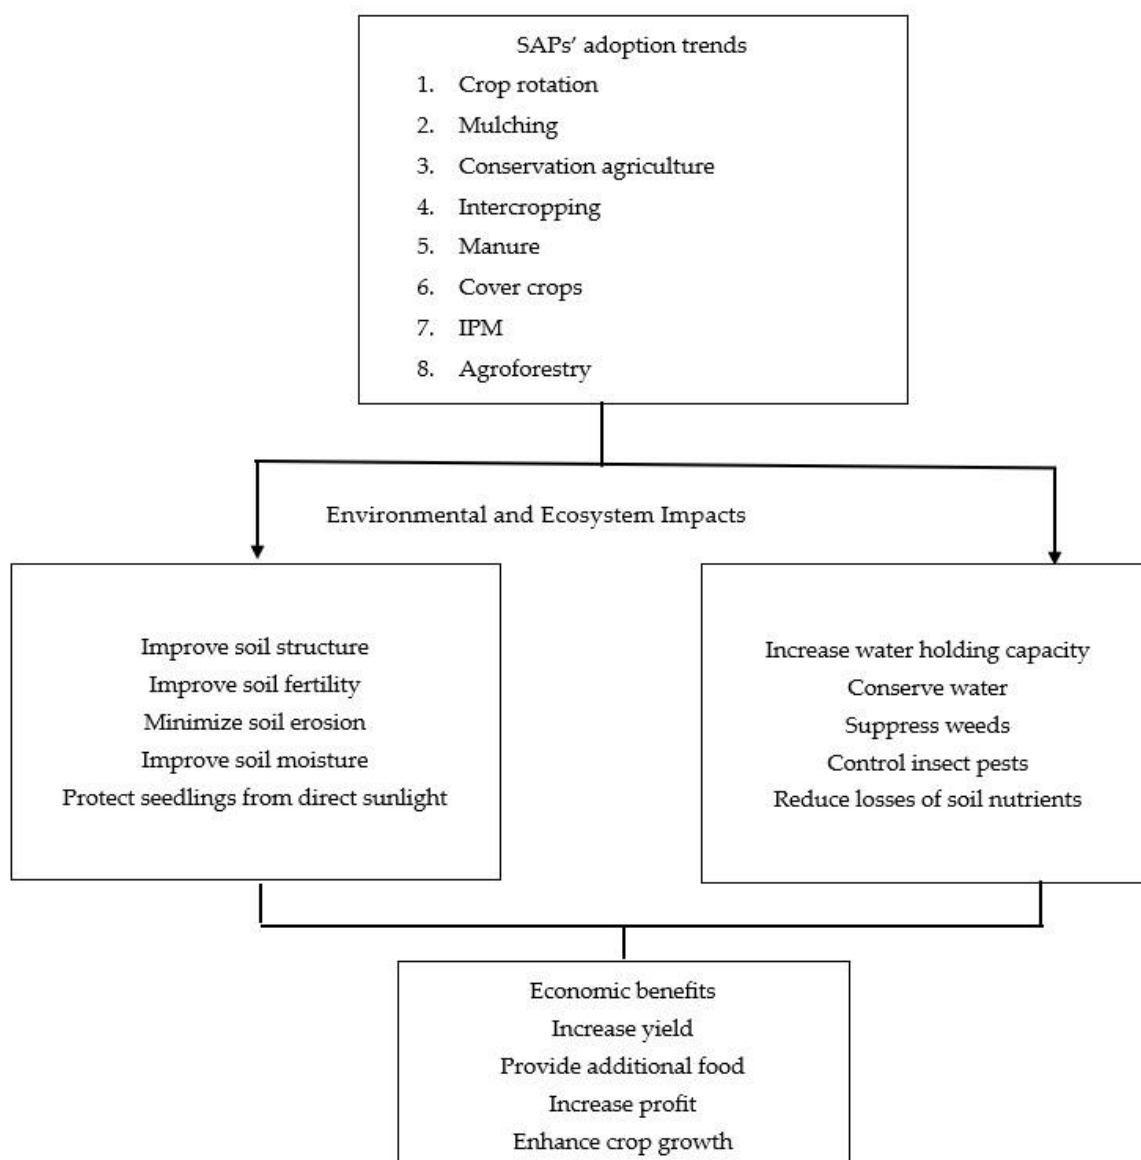 SAPs’ adoption trends
1. Crop rotation
2. Mulching
3. Conservation agriculture
4. Intercropping
5. Manure
6. Cover crops
7. IPM
8. Agroforestry
Environmental and Ecosystem Impacts
Improve soil structure
Improve soil fertility
Minimize soil erosion
Improve soil moisture
Protect seedlings from direct sunlight
Increase water holding capacity
Conserve water
Suppress weeds
Control insect pests
Reduce losses of soil nutrients
Economic benefits
Increase yield
Provide additional food
Increase profit
Enhance crop growth